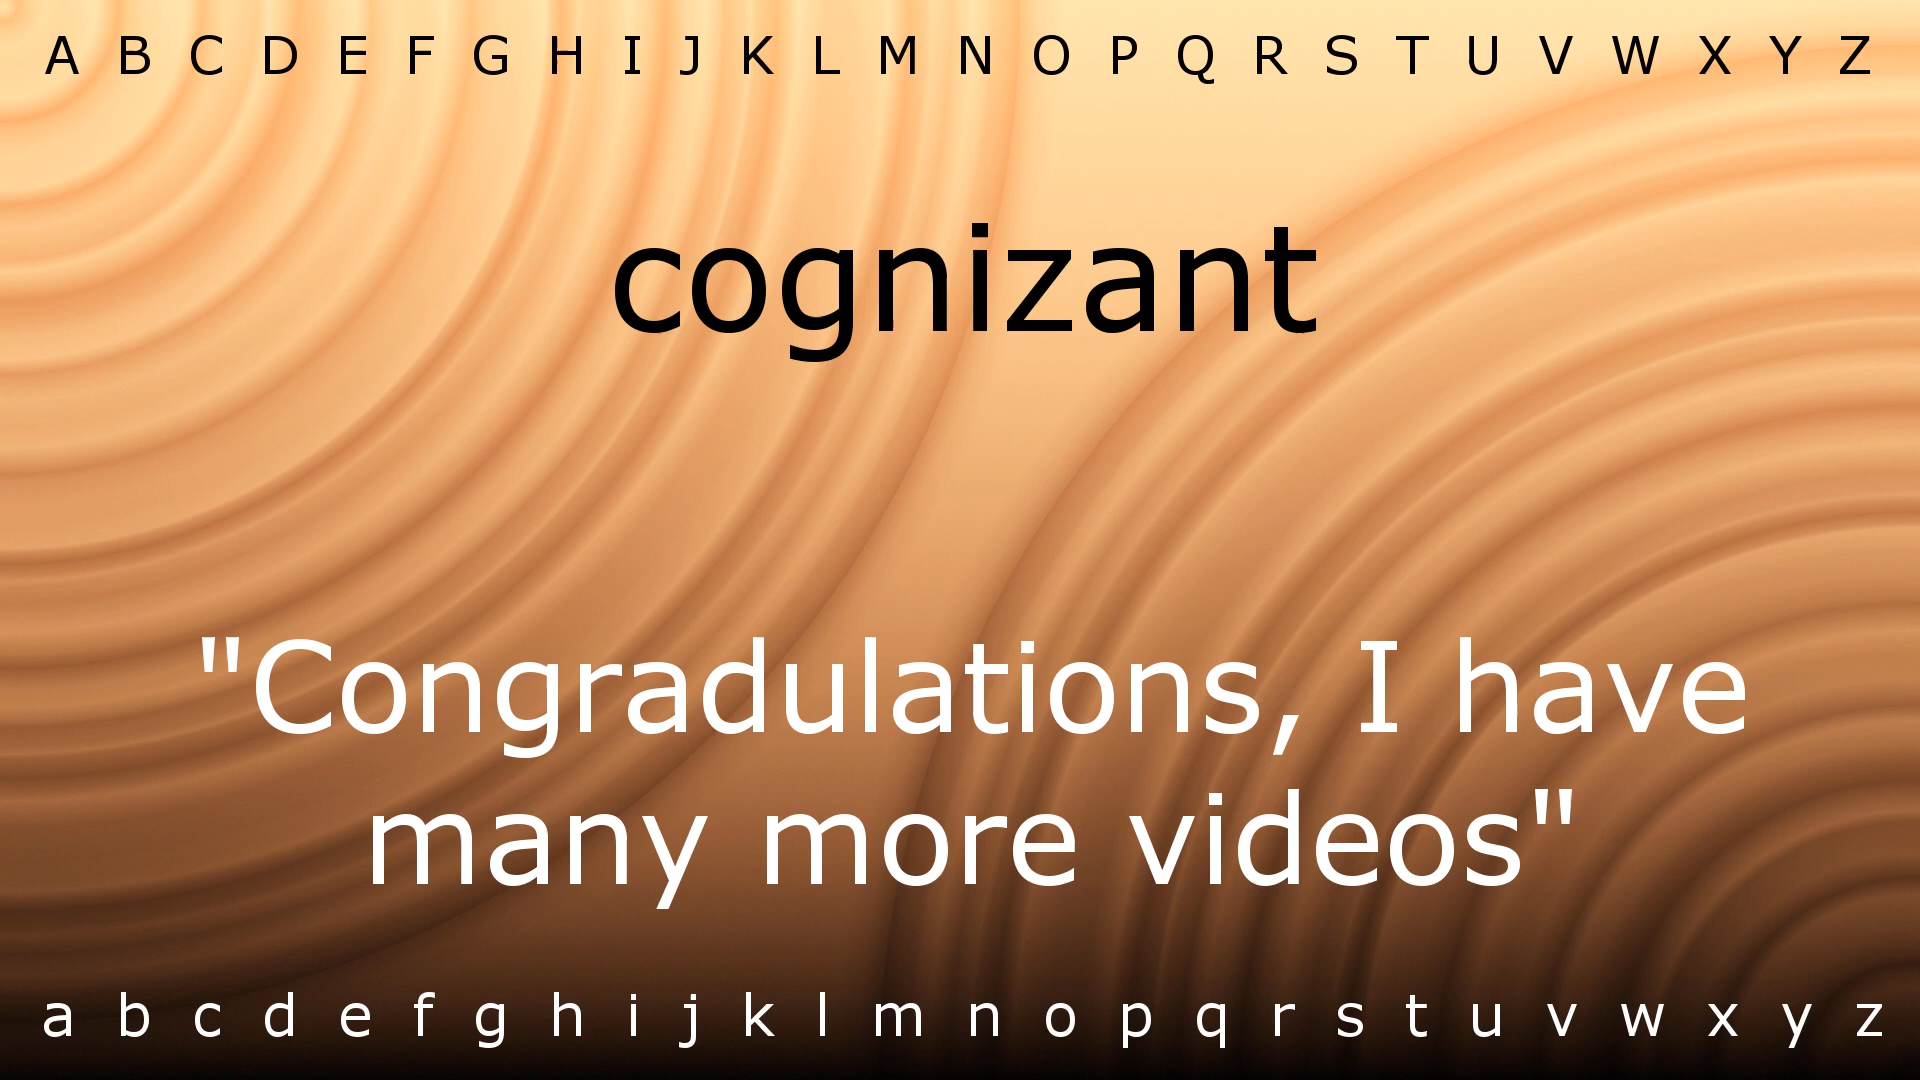 A B C D E F G H I J K L M N O P Q R S T U V W X Y Z
cognizant
"Congradulations, I have
many more videos"
a b c d e f g h i j k l m n o p q r s t u v w x y z